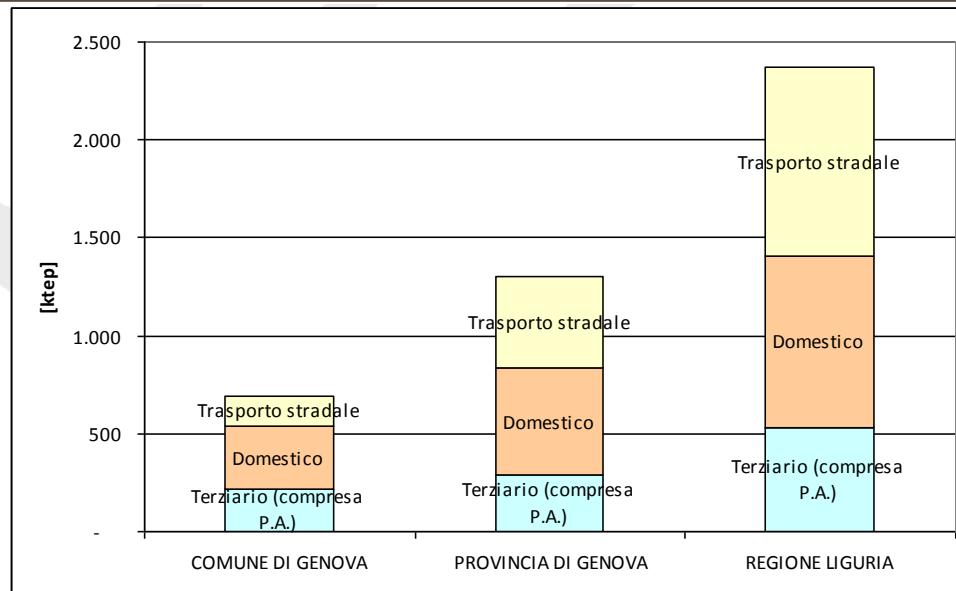 2.500
2.000
1.500
1.000
500
-
[ktep]
Trasporto stradale
Domestico
Terziario (compresa
P.A.)
Trasporto stradale
Domestico
Terziario (compresa
P.A.)
Trasporto stradale
Domestico
Terziario (compresa
P.A.)
COMUNE DI GENOVA
PROVINCIA DI GENOVA
REGIONE LIGURIA